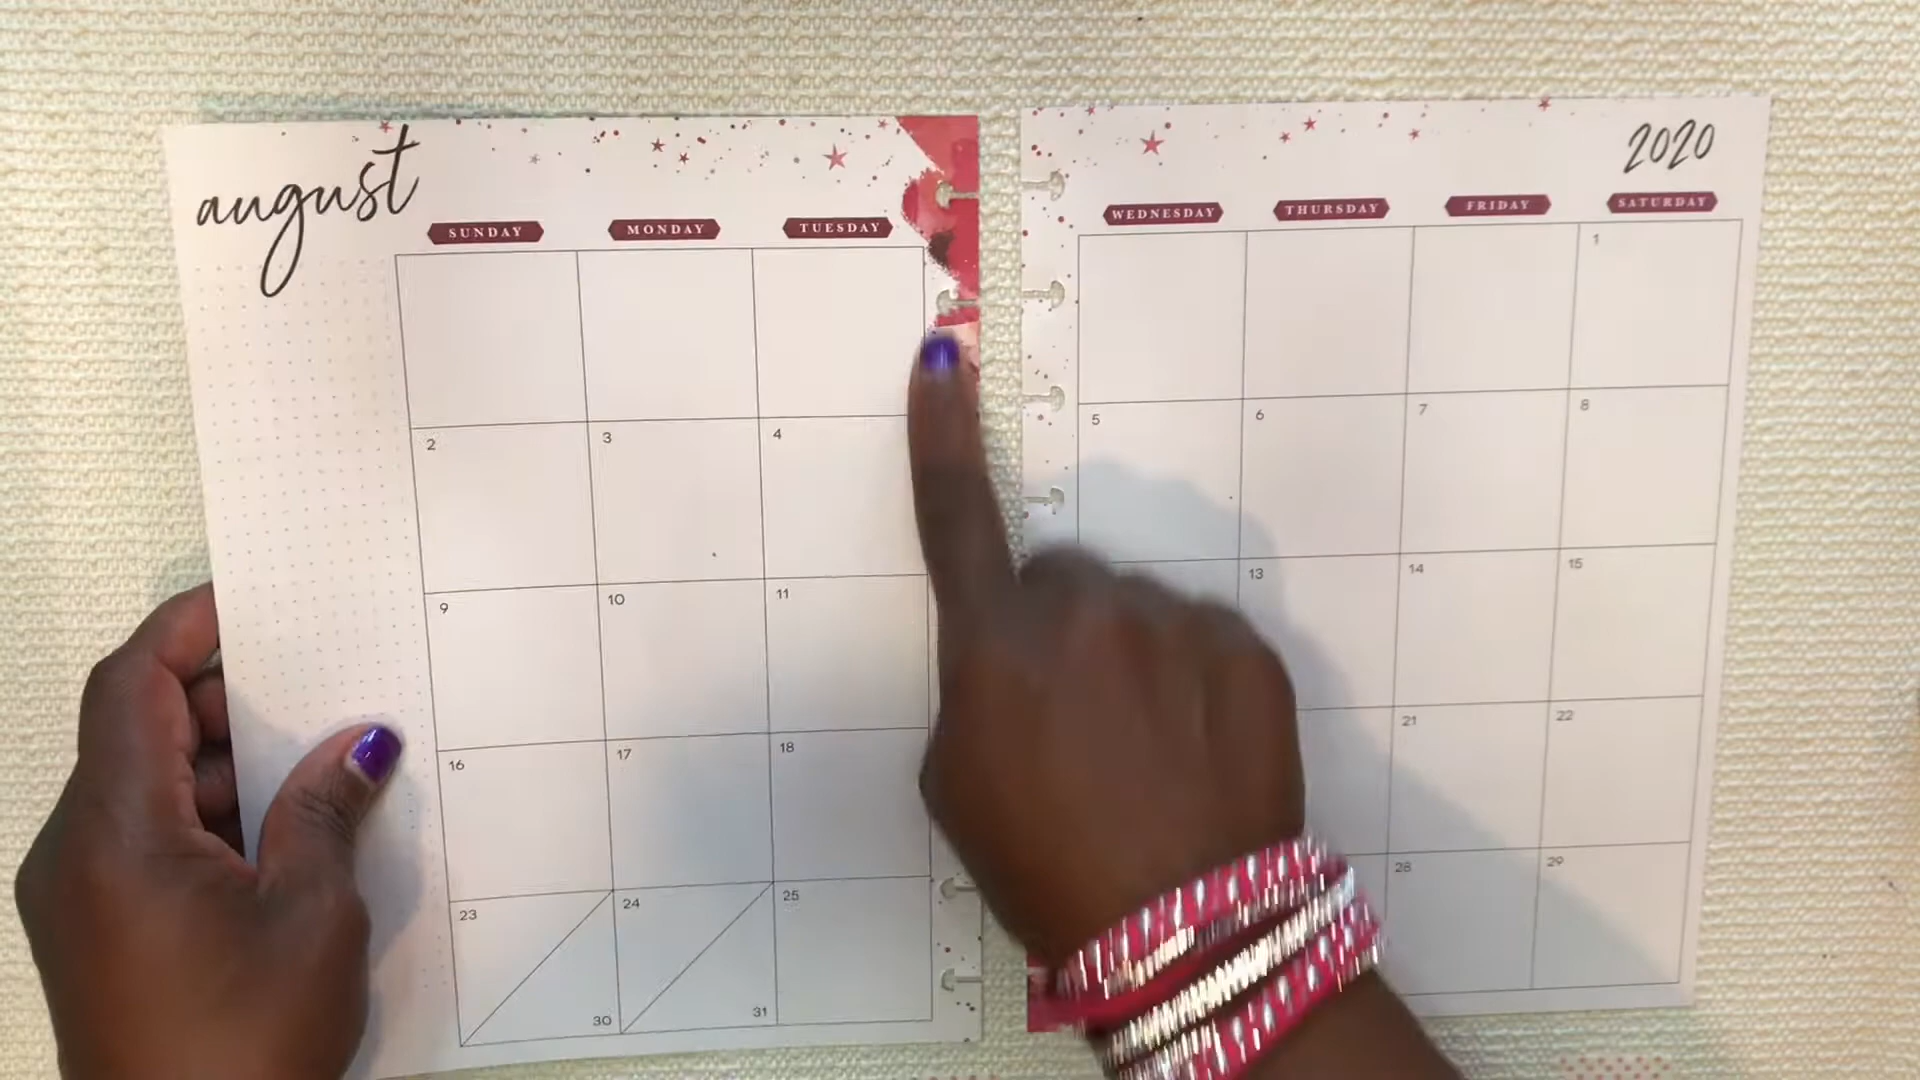 august
2020
SUNDAY MONDAY TUESDAY WEDNESDAY THURSDAY FRIDAY SATURDAY
1
2 3 4 5 6 7 8
9 10 11 13 14 15
16 17 18 21 22
23 24 25 28 29
30 31